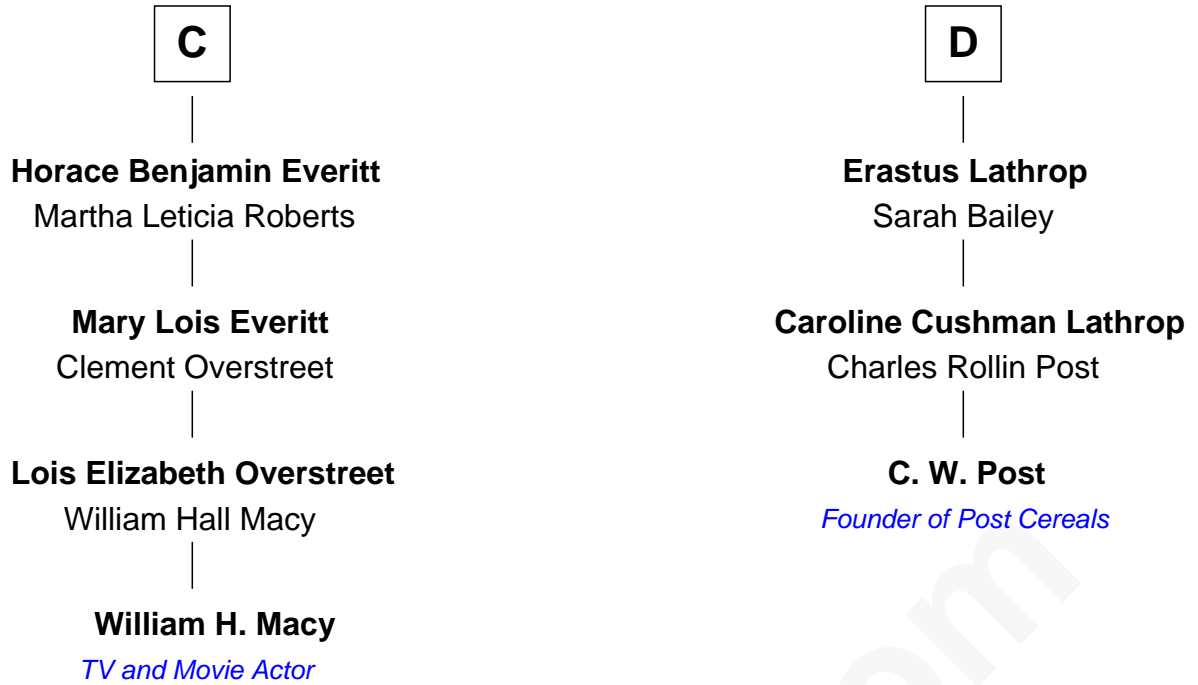 C
Horace Benjamin Everitt
Martha Leticia Roberts
Mary Lois Everitt
Clement Overstreet
Lois Elizabeth Overstreet
William Hall Macy
William H. Macy
TV and Movie Actor
D
Erastus Lathrop
Sarah Bailey
Caroline Cushman Lathrop
Charles Rollin Post
C. W. Post
Founder of Post Cereals
om